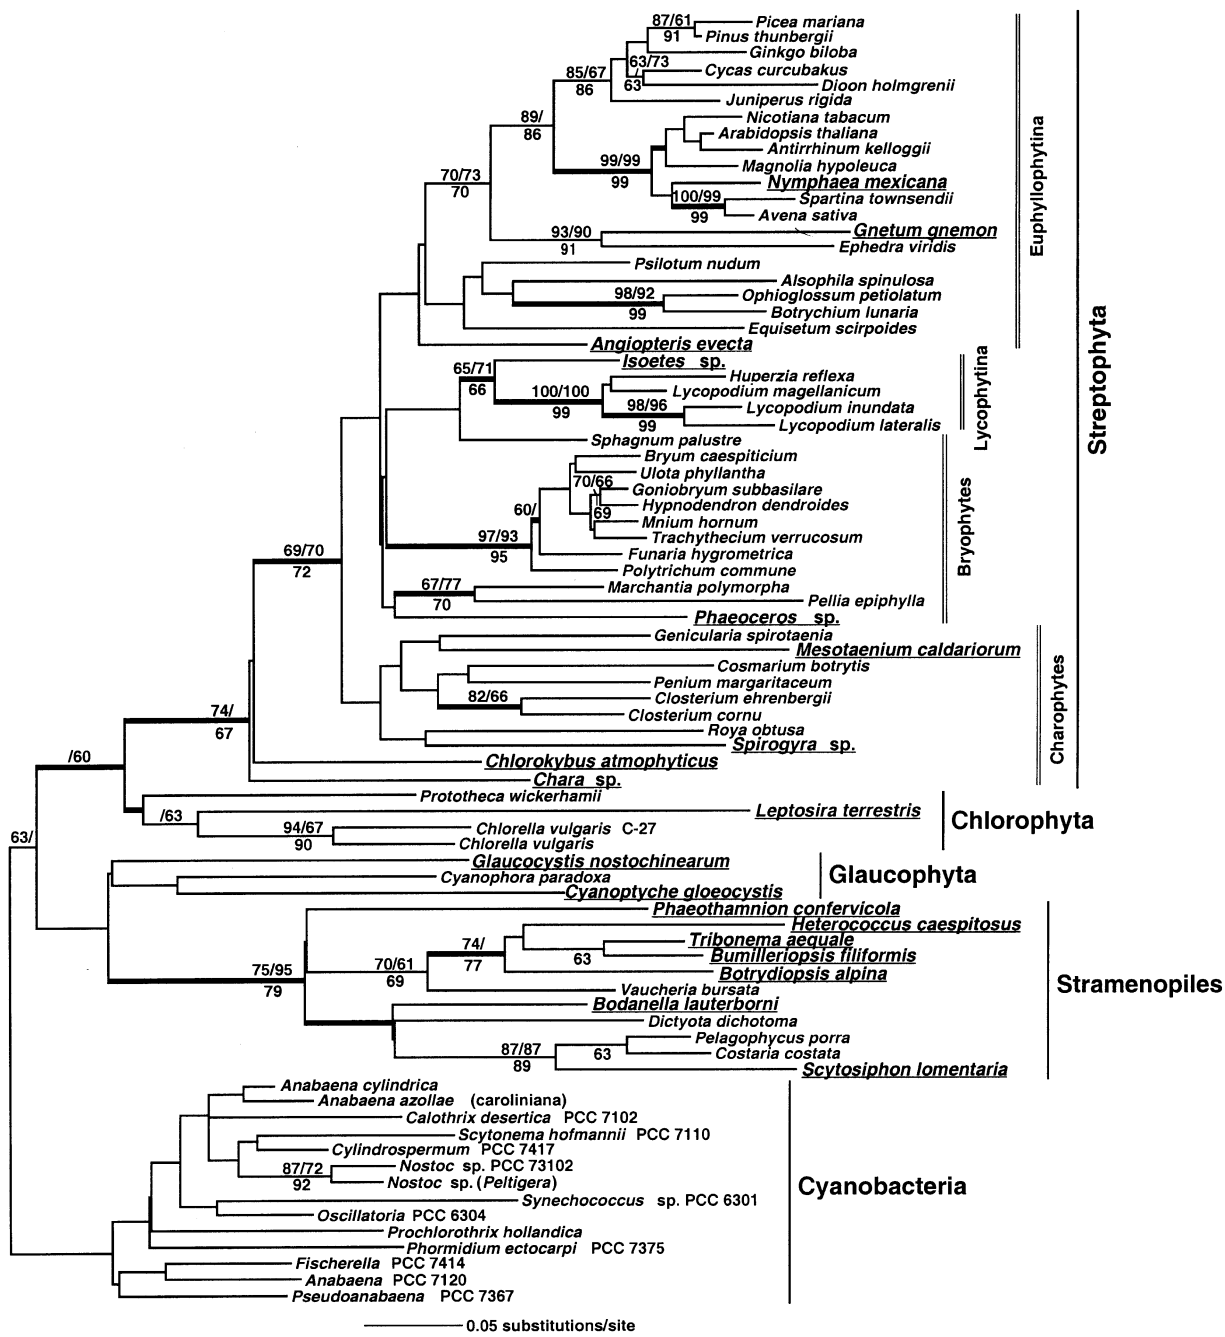 87/61
Picea mariana
91
Pinus thunbergii
Ginkgo biloba
63/73
Cycas curcubakus
85/67
63
Dioon holmgrenii
86
Juniperus rigida
89/
Nicotiana tabacum
86
Arabidopsis thaliana
Antirrhinum kelloggii
99/99
Magnolia hypoleuca
99
Nymphaea mexicana
70/73
70
100/99
Spartina townsendii
99
Avena sativa
93/90
Gnetum gnemon
91
Ephedra viridis
Psilotum nudum
Alsophila spinulosa
98/92
Ophioglossum petiolatum
99
Botrychium lunaria
Equisetum scirpoides
Angiopteris evecta
Euphyllophytina
Isoetes sp.
65/71
66
Huperzia reflexa
100/100
Lycopodium magellanicum
99
98/96
Lycopodium inundata
99
Lycopodium lateralis
Lycophytina
Sphagnum palustre
Bryum caespiticium
Ulota phyllantha
70/66
Goniobryum subbasilare
Hypnodendron dendroides
69
60/
Mnium hornum
97/93
Trachythecium verrucosum
95
Funaria hygrometrica
Polytrichum commune
67/77
Marchantia polymorpha
70
Pellia epiphylla
Phaeoceros sp.
Bryophytes
69/70
72
Genicularia spirotaenia
Mesotaenium caldariorum
Cosmarium botrytis
Penium margaritaceum
82/66
Closterium ehrenbergii
Closterium cornu
Roya obtusa
Spirogyra sp.
74/
67
Chlorokybus atmophyticus
Chara sp.
Charophytes
Streptophyta
/60
Prototheca wickerhamii
Leptosira terrestris
/63
94/67
Chlorella vulgaris C-27
90
Chlorella vulgaris
Chlorophyta
63/
Glaucocystis nostochinearum
Cyanophora paradoxa
Cyanoptyche gloeocystis
Glaucophyta
Phaeothamnion confervicola
Heterococcus caespitosus
74/
Tribonema aequale
77
63
Bumilleriopsis filiformis
75/95
79
70/61
69
Botrydiopsis alpina
Vaucheria bursata
Bodanella lauterborni
Dictyota dichotoma
Pelagophycus porra
87/87
63
Costaria costata
89
Scytosiphon lomentaria
Stramenopiles
Anabaena cylindrica
Anabaena azollae (caroliniana)
Calothrix desertica PCC 7102
Scytonema hofmannii PCC 7110
Cylindrospermum PCC 7417
87/72
Nostoc sp. PCC 73102
92
Nostoc sp. (Peltigera)
Synechococcus sp. PCC 6301
Oscillatoria PCC 6304
Prochlorothrix hollandica
Phormidium ectocarpi PCC 7375
Fischerella PCC 7414
Anabaena PCC 7120
Pseudoanabaena PCC 7367
Cyanobacteria
0.05 substitutions/site